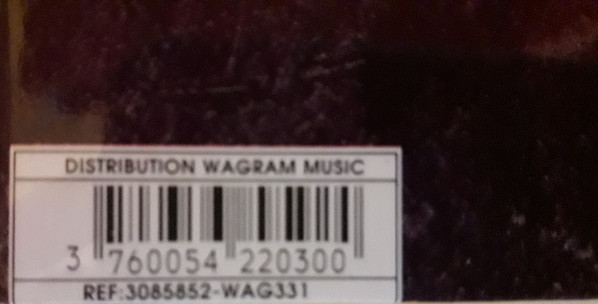 DISTRIBUTION WAGRAM MUSIC
3 760054 220300
REF:3085852-WAG331